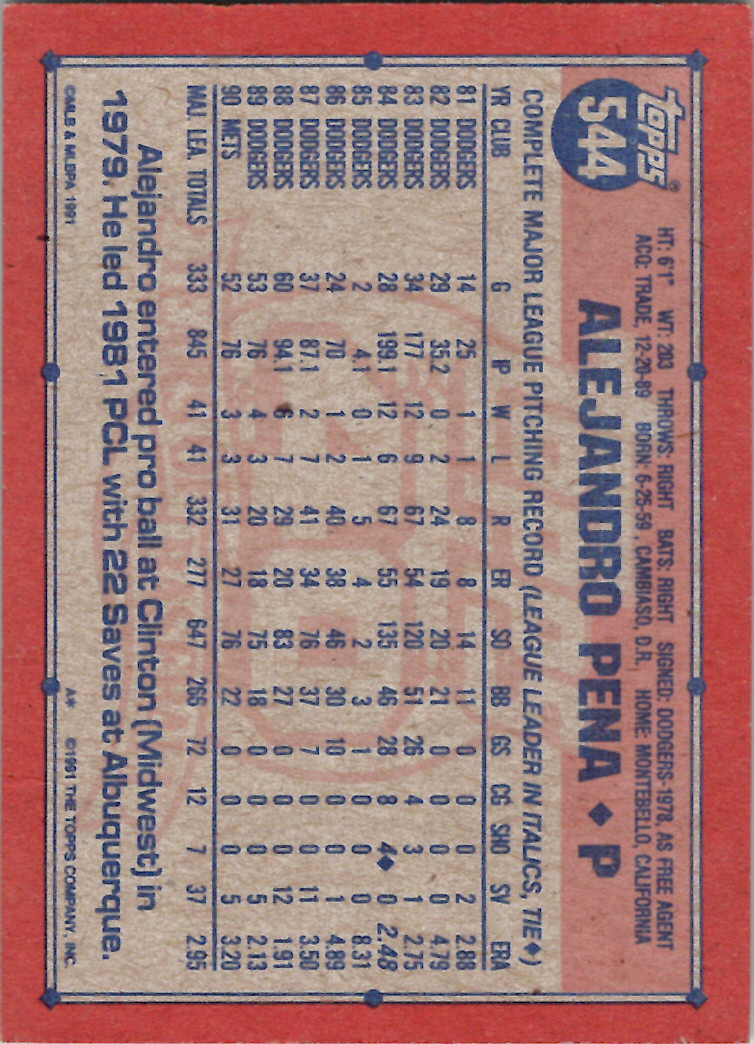 Topps®
544
HT: 6'1" WT: 203 THROWS: RIGHT BATS: RIGHT SIGNED: DODGERS-1978, AS FREE AGENT
ACQ: TRADE, 12-20-89 BORN: 6-25-59, CAMBIASO, D.R. HOME: MONTEBELLO, CALIFORNIA
ALEJANDRO PENA ♦ P
COMPLETE MAJOR LEAGUE PITCHING RECORD (LEAGUE LEADER IN ITALICS, TIE♦)
YR CLUB G IP W L R ER SO BB GS CG SHO SV ERA
81 DODGERS 14 25 1 1 8 8 14 11 0 0 0 2 2.88
82 DODGERS 29 35.2 0 2 24 19 20 21 0 0 0 0 4.79
83 DODGERS 34 177 12 9 67 54 120 51 26 4 3 1 2.75
84 DODGERS 28 199.1 12 6 67 55 135 46 28 8 4♦ 0 2.48
85 DODGERS 2 4.1 0 1 5 4 2 3 1 0 0 0 8.31
86 DODGERS 24 70 1 2 40 38 46 30 10 0 0 1 4.89
87 DODGERS 37 87.1 2 7 41 34 76 37 7 0 0 11 3.50
88 DODGERS 60 94.1 6 7 29 20 83 27 0 0 0 12 1.91
89 DODGERS 53 76 4 3 20 18 75 18 0 0 0 5 2.13
90 METS 52 76 3 3 31 27 76 22 0 0 0 5 3.20
MAJ. LEA. TOTALS 333 845 41 41 332 277 647 266 72 12 7 37 2.95
Alejandro entered pro ball at Clinton (Midwest) in
1979. He led 1981 PCL with 22 Saves at Albuquerque.
©MLB & MLBPA 1991 A* ©1991 THE TOPPS COMPANY, INC.